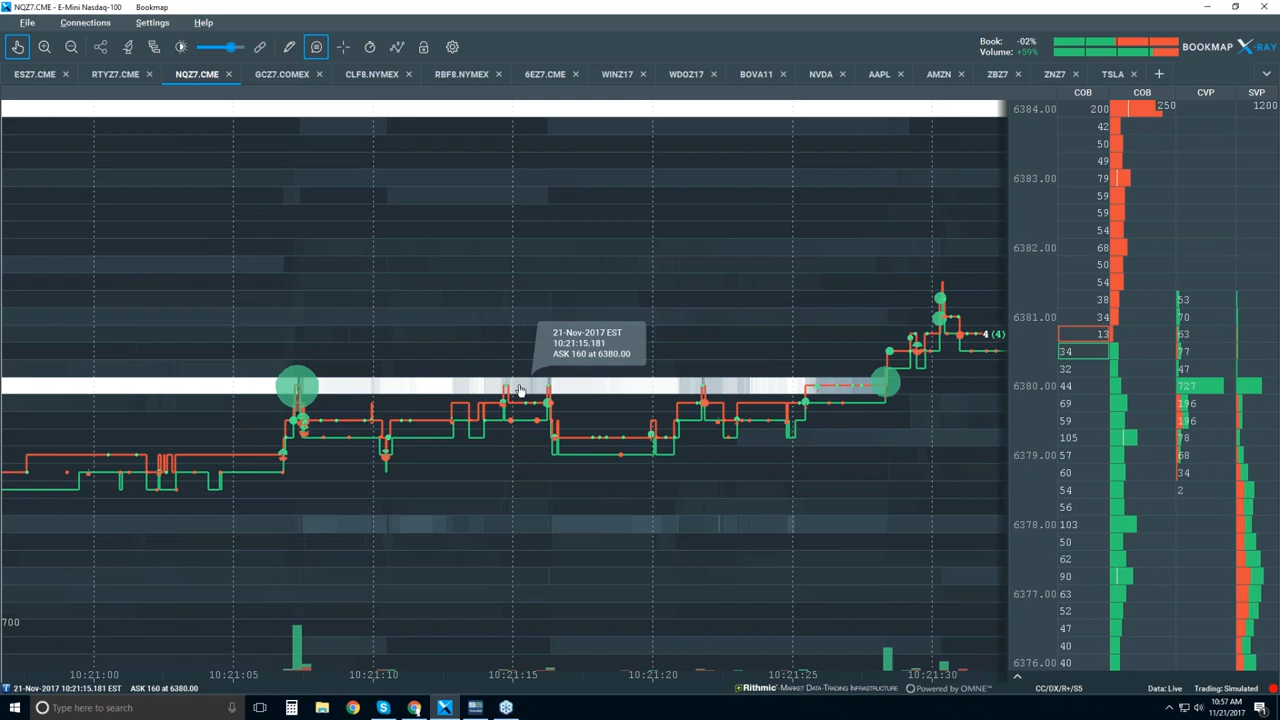 NQZ7.CME - E-Mini Nasdaq-100 Bookmap
File Connections Settings Help
Book: -02%
Volume: +59%
BOOKMAP X-RAY
ESZ7.CME × RTYZ7.CME × NQZ7.CME × GCZ7.COMEX × CLF8.NYMEX × RBF8.NYMEX × 6EZ7.CME × WINZ17 × WDOZ17 × BOVA11 × NVDA × AAPL × AMZN × ZBZ7 × ZNZ7 × TSLA × +
COB COB CVP SVP
6384.00 200 250 1200
42
50
49
6383.00 79
59
59
54
6382.00 68
50
54
38 53
6381.00 34 70
4 (4) 13 63
34 77
32 47
6380.00 44 727
69 196
59 196
105 78
6379.00 57 68
60 34
54 2
56
6378.00 103
50
62
90
6377.00 63
52
47
40
6376.00 40
21-Nov-2017 EST
10:21:15.181
ASK 160 at 6380.00
700
10:21:00 10:21:05 10:21:10 10:21:15 10:21:20 10:21:25 10:21:30
21-Nov-2017 10:21:15.181 EST ASK 160 at 6380.00
Rithmic - MARKET DATA-TRADING INFRASTRUCTURE Powered by OMNE™ CC/DX/R+/S5 Data: Live Trading: Simulated
Type here to search
10:57 AM
11/21/2017
1